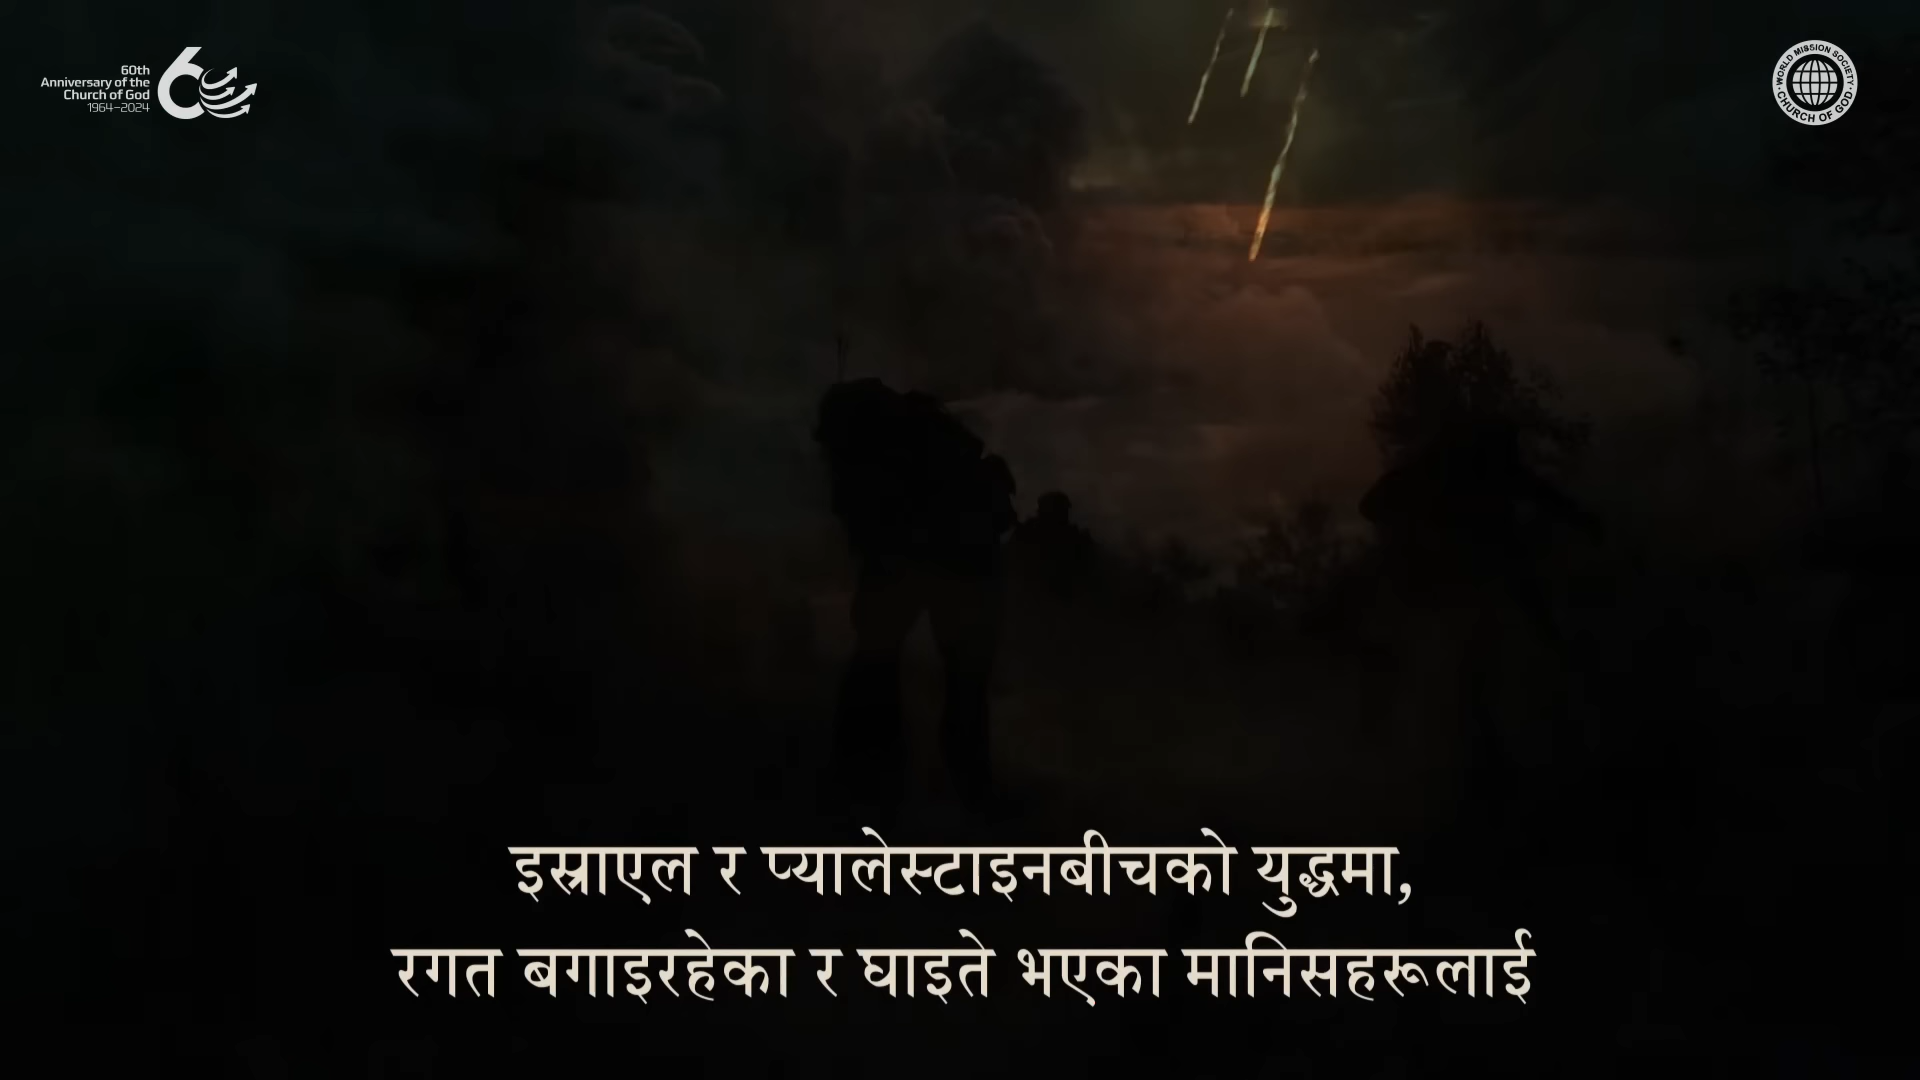 60th
Anniversary of the
Church of God
1964–2024
WORLD MISSION SOCIETY
CHURCH OF GOD
इस्राएल र प्यालेस्टाइनबीचको युद्धमा,
रगत बगाइरहेका र घाइते भएका मानिसहरूलाई